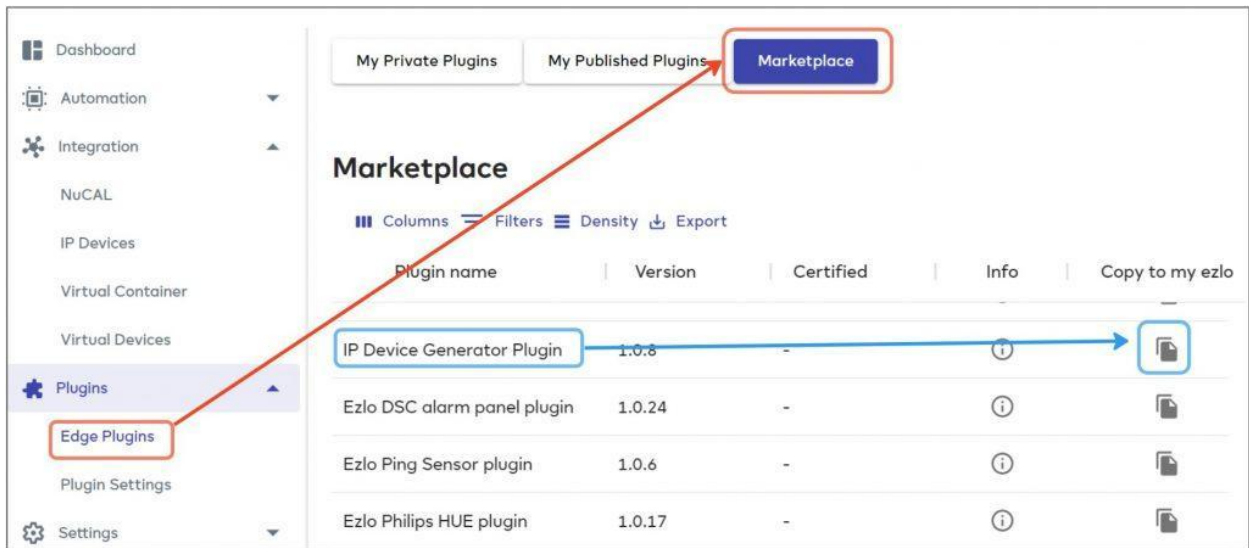 Dashboard
Automation
Integration
NuCAL
IP Devices
Virtual Container
Virtual Devices
Plugins
Edge Plugins
Plugin Settings
Settings
My Private Plugins My Published Plugins Marketplace
Marketplace
Columns Filters Density Export
Plugin name Version Certified Info Copy to my ezlo
IP Device Generator Plugin 1.0.8 -
Ezlo DSC alarm panel plugin 1.0.24 -
Ezlo Ping Sensor plugin 1.0.6 -
Ezlo Philips HUE plugin 1.0.17 -